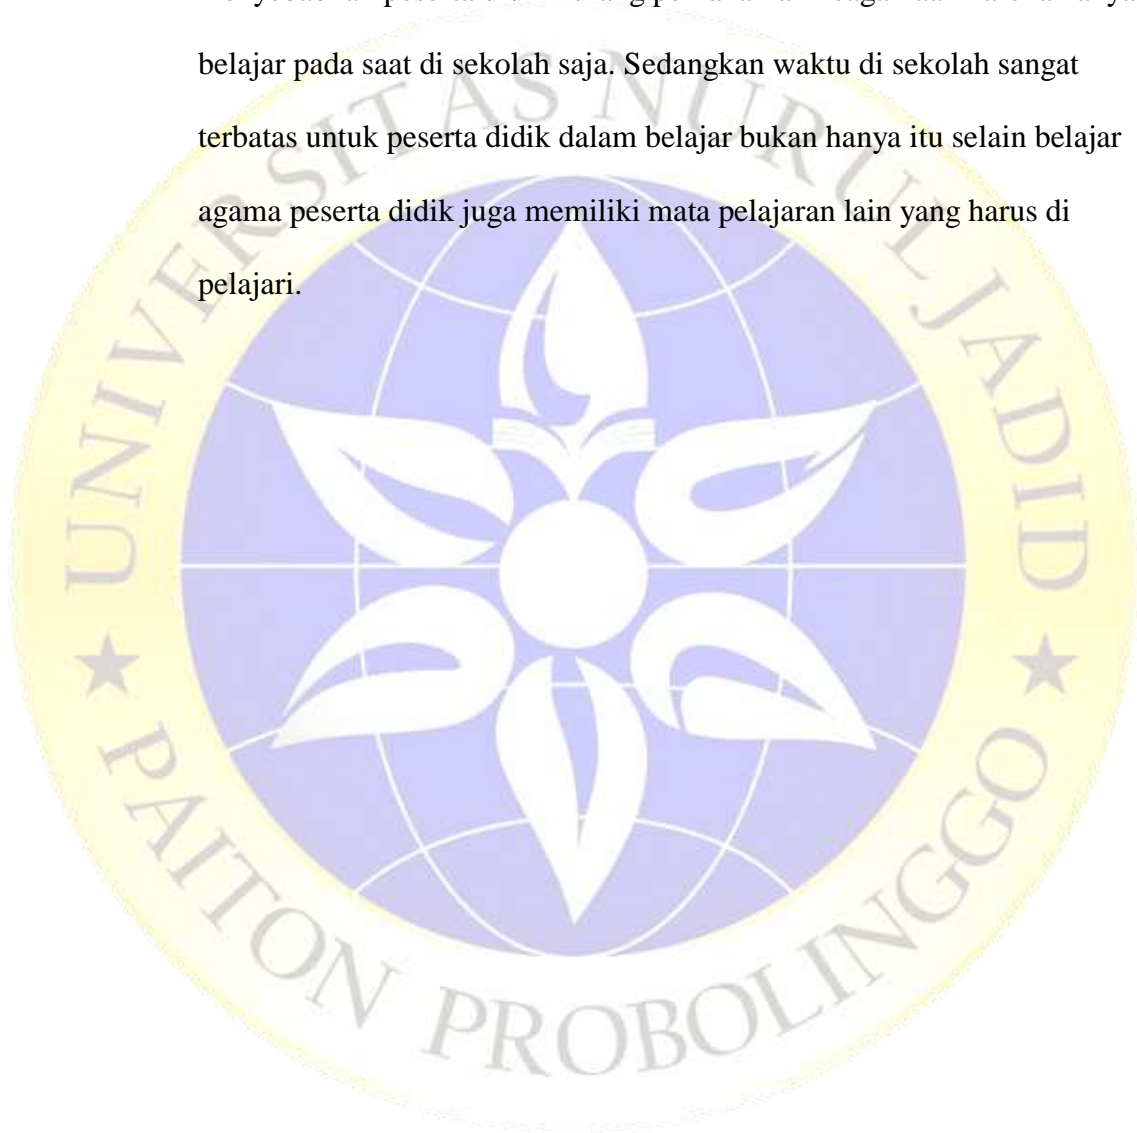 belajar pada saat di sekolah saja. Sedangkan waktu di sekolah sangat
terbatas untuk peserta didik dalam belajar bukan hanya itu selain belajar
agama peserta didik juga memiliki mata pelajaran lain yang harus di
pelajari.
UNIVERSITAS NURUL JADID
PAITON PROBOLINGGO